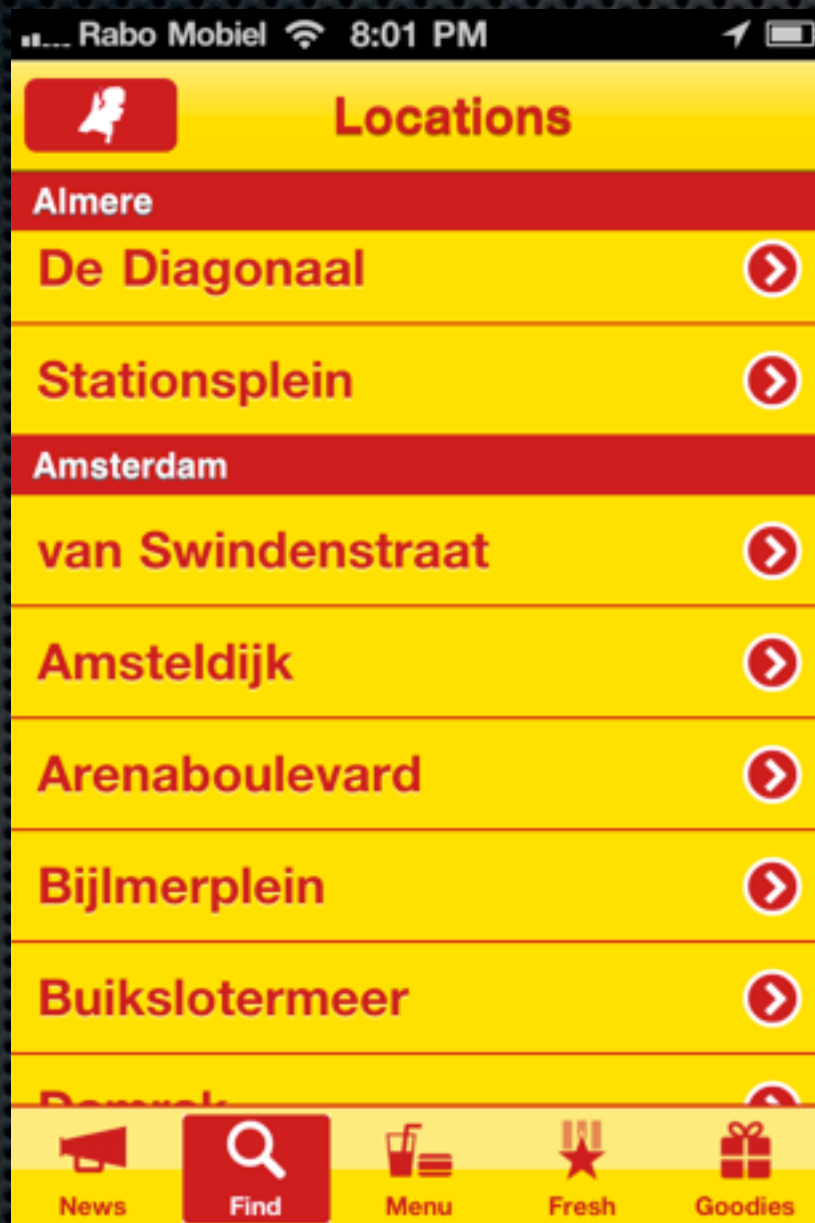 Rabo Mobiel 8:01 PM
Locations
Almere
De Diagonaal
Stationsplein
Amsterdam
van Swindenstraat
Amsteldijk
Arenaboulevard
Bijlmerplein
Buikslotermeer
Damrak
News Find Menu Fresh Goodies